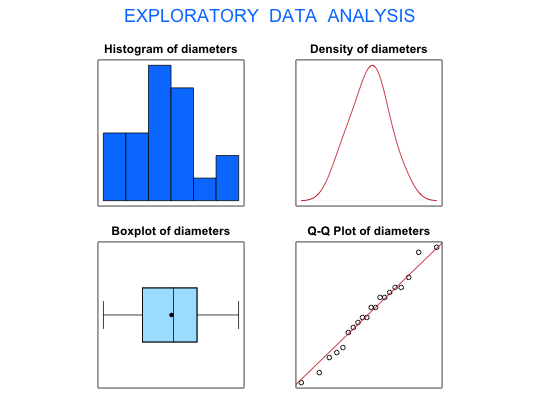 EXPLORATORY DATA ANALYSIS
Histogram of diameters
Density of diameters
Boxplot of diameters
Q-Q Plot of diameters